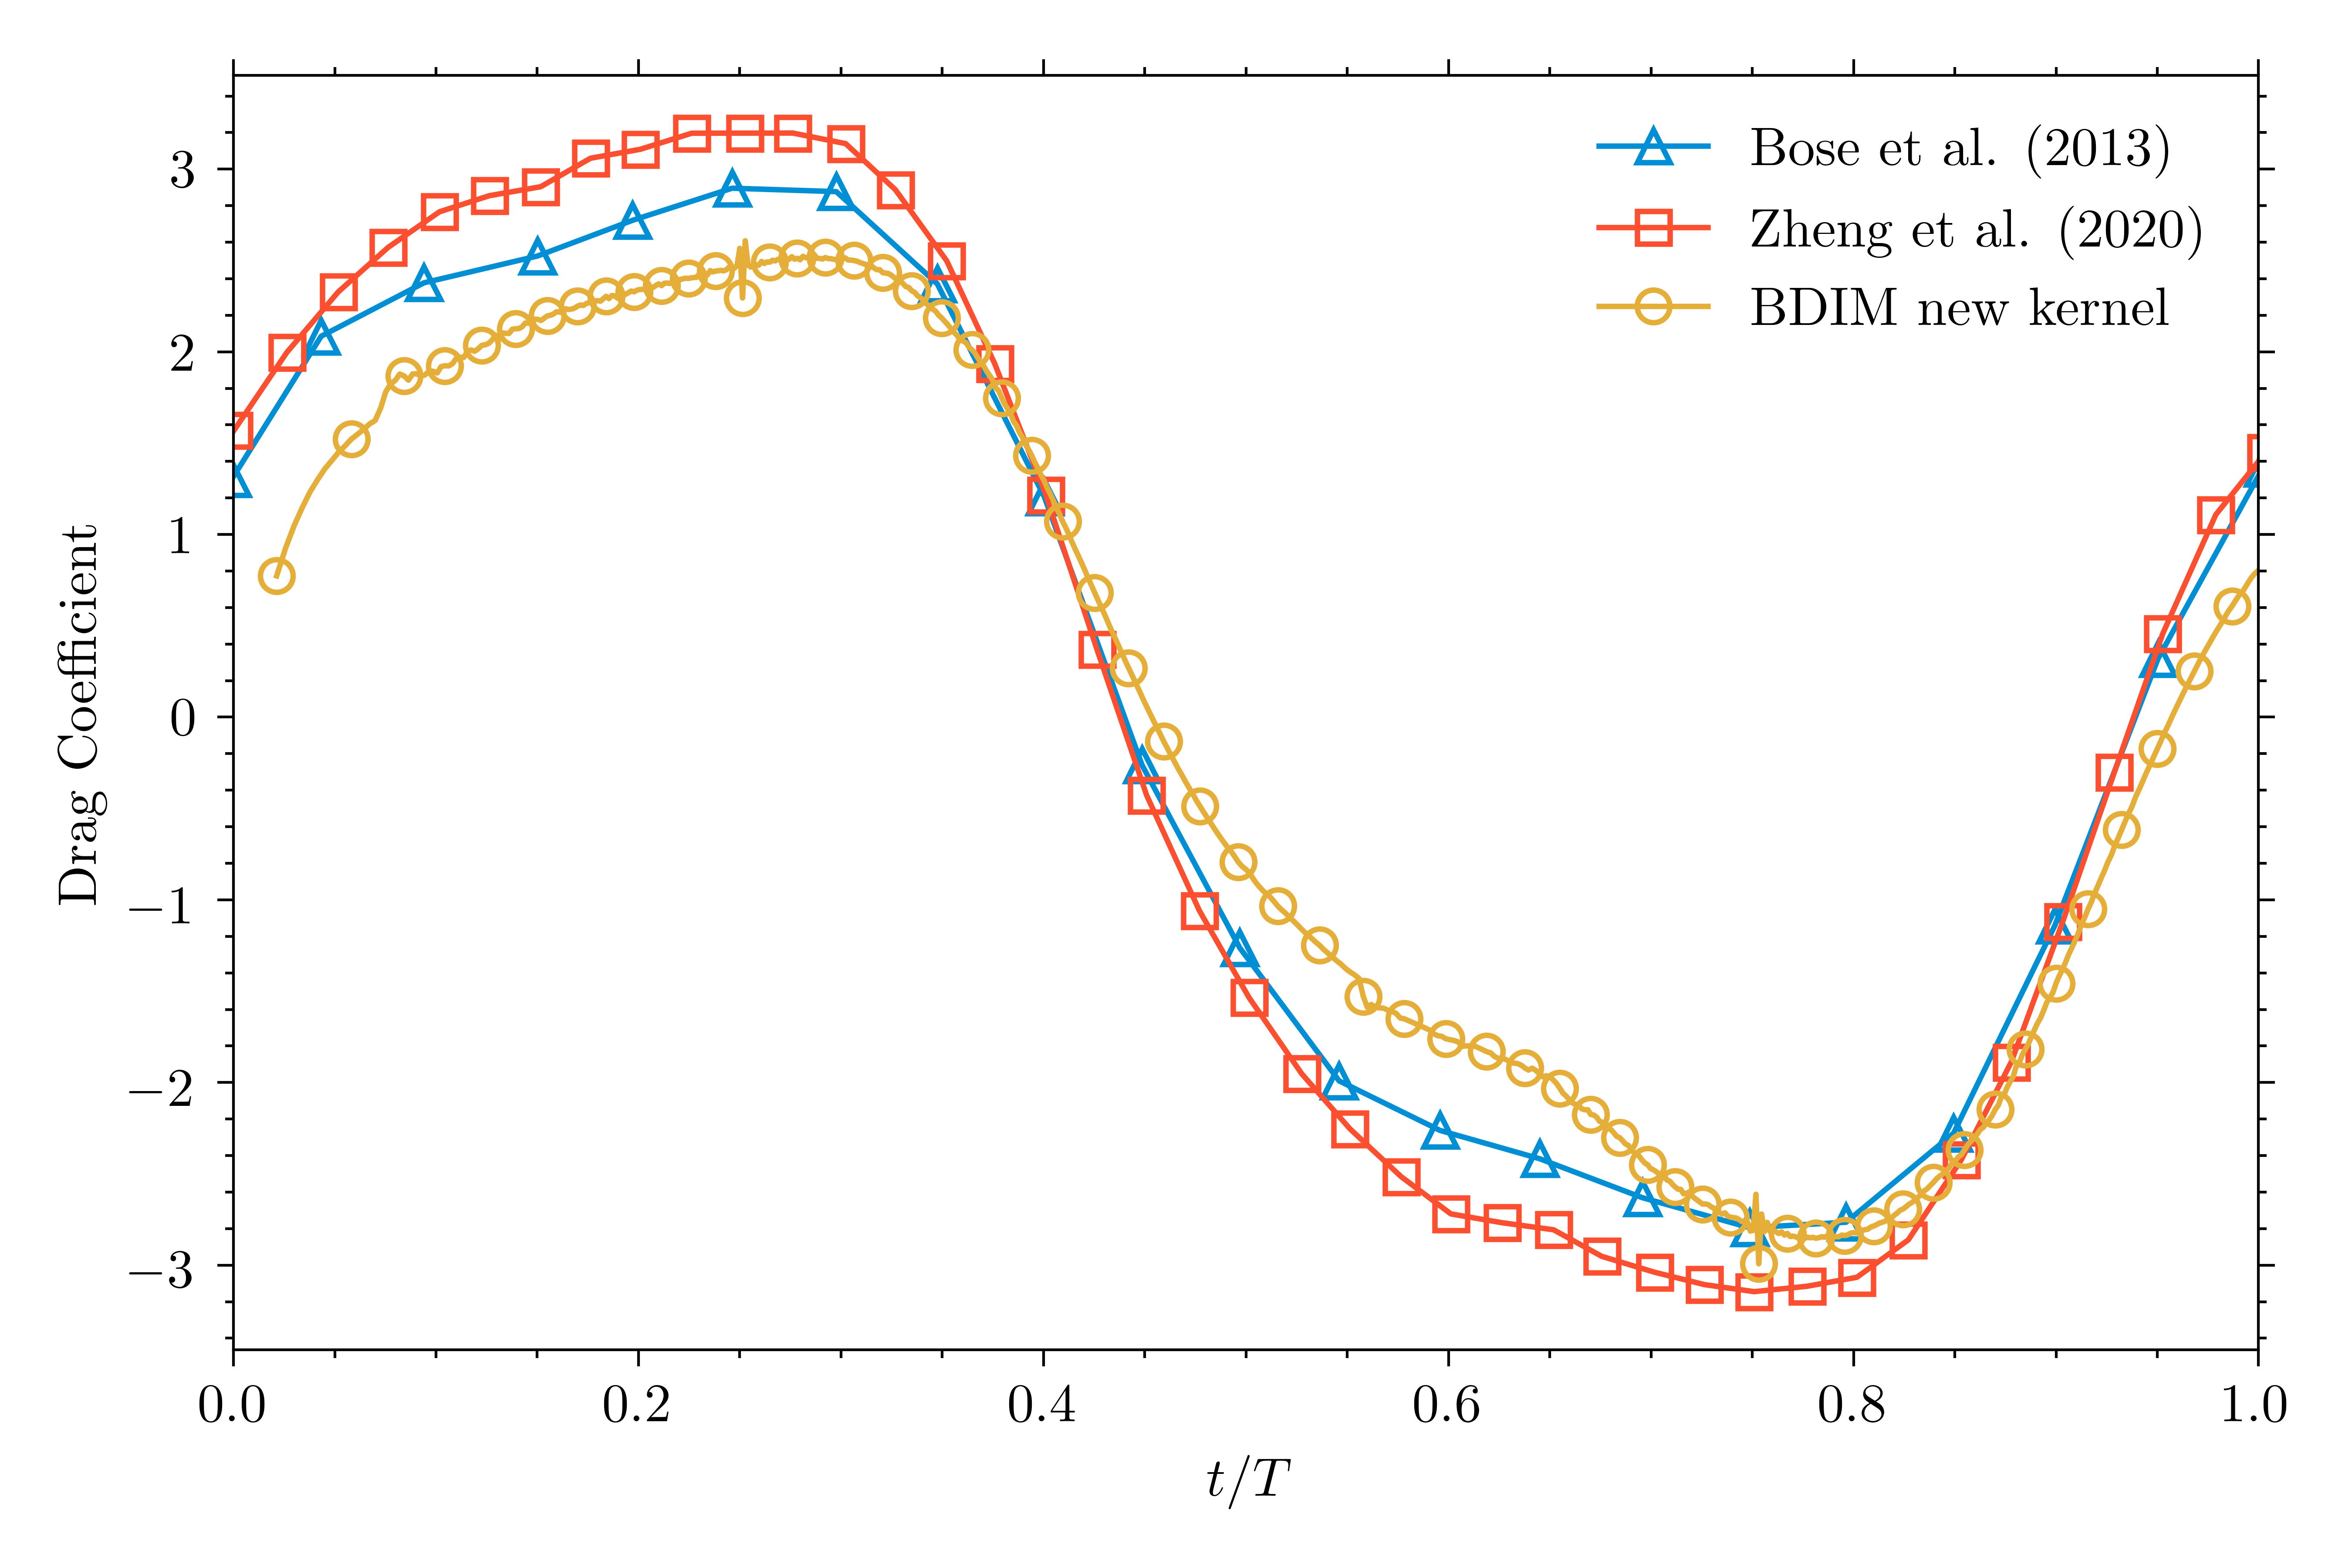 Bose et al. (2013)
Zheng et al. (2020)
BDIM new kernel
Drag Coefficient
3
2
1
0
−1
−2
−3
0.0 0.2 0.4 0.6 0.8 1.0
t/T